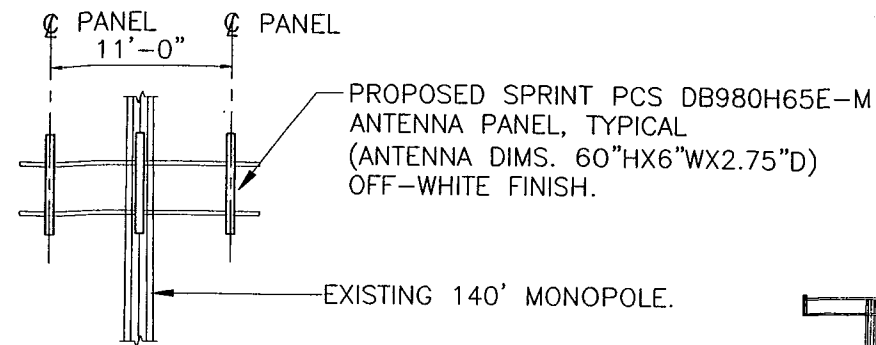 ℄ PANEL ℄ PANEL
11'-0"
PROPOSED SPRINT PCS DB980H65E-M
ANTENNA PANEL, TYPICAL
(ANTENNA DIMS. 60"HX6"WX2.75"D)
OFF-WHITE FINISH.
EXISTING 140' MONOPOLE.